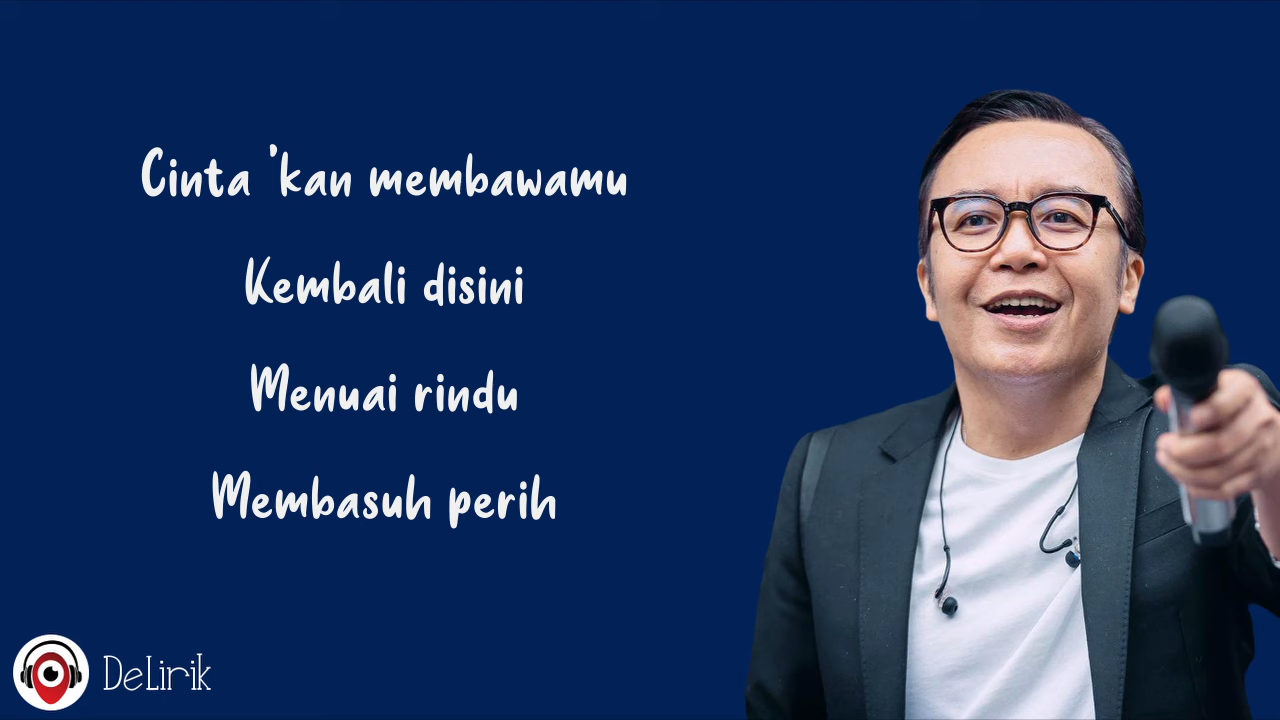 Cinta 'kan membawamu
Kembali disini
Menuai rindu
Membasuh perih
DeLirik